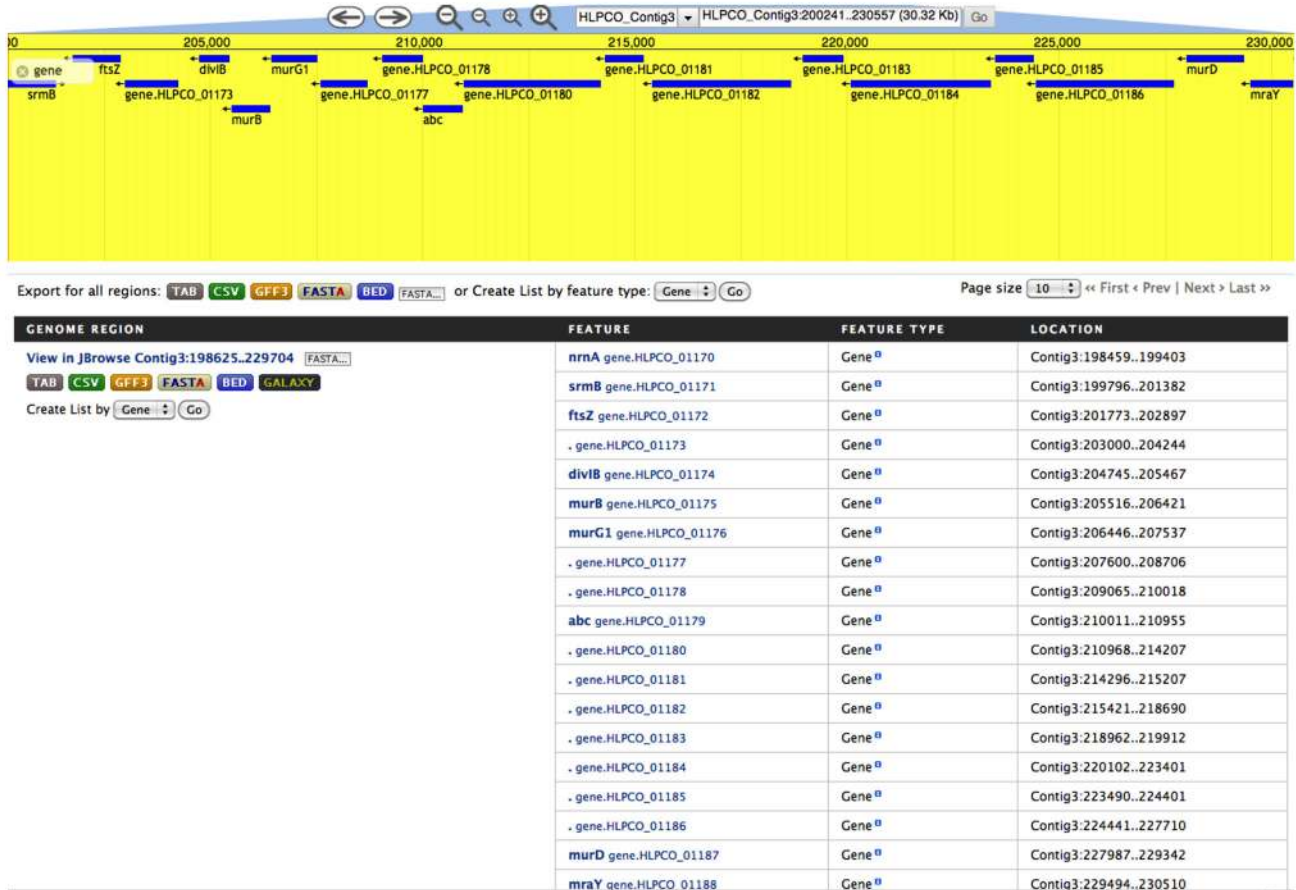 HLPCO_Contig3 HLPCO_Contig3:200241..230557 (30.32 Kb) Go
00 205,000 210,000 215,000 220,000 225,000 230,000
gene ftsZ divIB murG1 gene.HLPCO_01178 gene.HLPCO_01181 gene.HLPCO_01183 gene.HLPCO_01185 murD
srmB gene.HLPCO_01173 gene.HLPCO_01177 gene.HLPCO_01180 gene.HLPCO_01182 gene.HLPCO_01184 gene.HLPCO_01186 mraY
murB abc
Export for all regions: TAB CSV GFF3 FASTA BED FASTA... or Create List by feature type: Gene Go Page size 10 « First ‹ Prev | Next › Last »
GENOME REGION FEATURE FEATURE TYPE LOCATION
View in JBrowse Contig3:198625..229704 FASTA...
TAB CSV GFF3 FASTA BED GALAXY
Create List by Gene Go
nrnA gene.HLPCO_01170 Gene Contig3:198459..199403
srmB gene.HLPCO_01171 Gene Contig3:199796..201382
ftsZ gene.HLPCO_01172 Gene Contig3:201773..202897
. gene.HLPCO_01173 Gene Contig3:203000..204244
divIB gene.HLPCO_01174 Gene Contig3:204745..205467
murB gene.HLPCO_01175 Gene Contig3:205516..206421
murG1 gene.HLPCO_01176 Gene Contig3:206446..207537
. gene.HLPCO_01177 Gene Contig3:207600..208706
. gene.HLPCO_01178 Gene Contig3:209065..210018
abc gene.HLPCO_01179 Gene Contig3:210011..210955
. gene.HLPCO_01180 Gene Contig3:210968..214207
. gene.HLPCO_01181 Gene Contig3:214296..215207
. gene.HLPCO_01182 Gene Contig3:215421..218690
. gene.HLPCO_01183 Gene Contig3:218962..219912
. gene.HLPCO_01184 Gene Contig3:220102..223401
. gene.HLPCO_01185 Gene Contig3:223490..224401
. gene.HLPCO_01186 Gene Contig3:224441..227710
murD gene.HLPCO_01187 Gene Contig3:227987..229342
mraY gene.HLPCO_01188 Gene Contig3:229494..230510